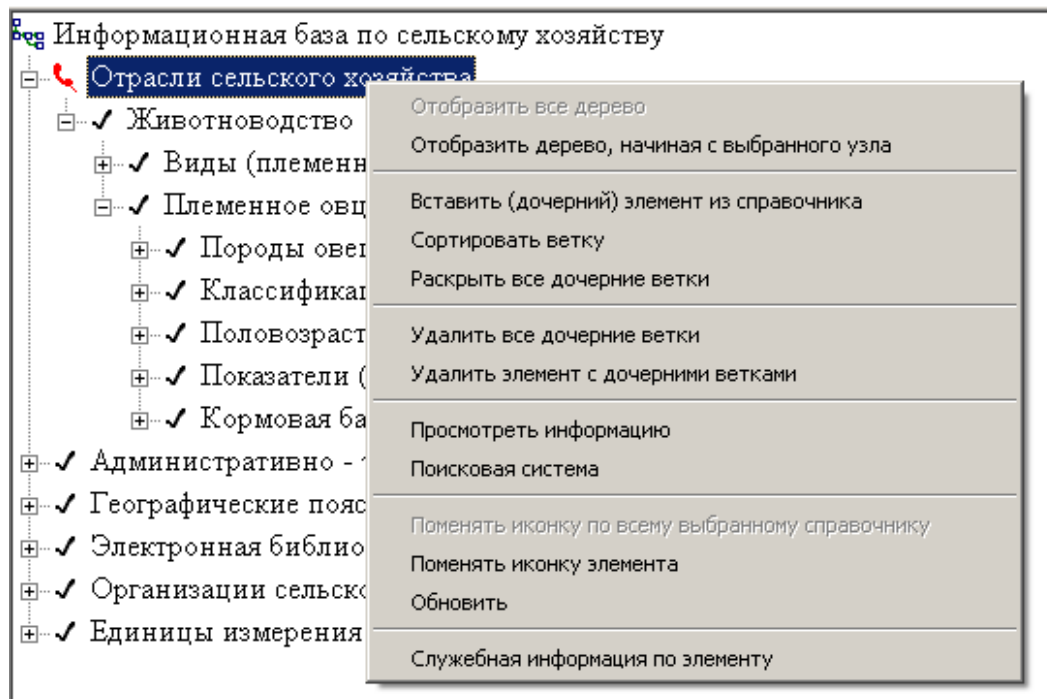 Информационная база по сельскому хозяйству
Отрасли сельского хозяйства
Животноводство
Виды (племенн
Племенное овц
Породы овец
Классификац
Половозраст
Показатели (
Кормовая ба
Административно -
Географические пояс
Электронная библио
Организации сельско
Единицы измерения
Отобразить все дерево
Отобразить дерево, начиная с выбранного узла
Вставить (дочерний) элемент из справочника
Сортировать ветку
Раскрыть все дочерние ветки
Удалить все дочерние ветки
Удалить элемент с дочерними ветками
Просмотреть информацию
Поисковая система
Поменять иконку по всему выбранному справочнику
Поменять иконку элемента
Обновить
Служебная информация по элементу